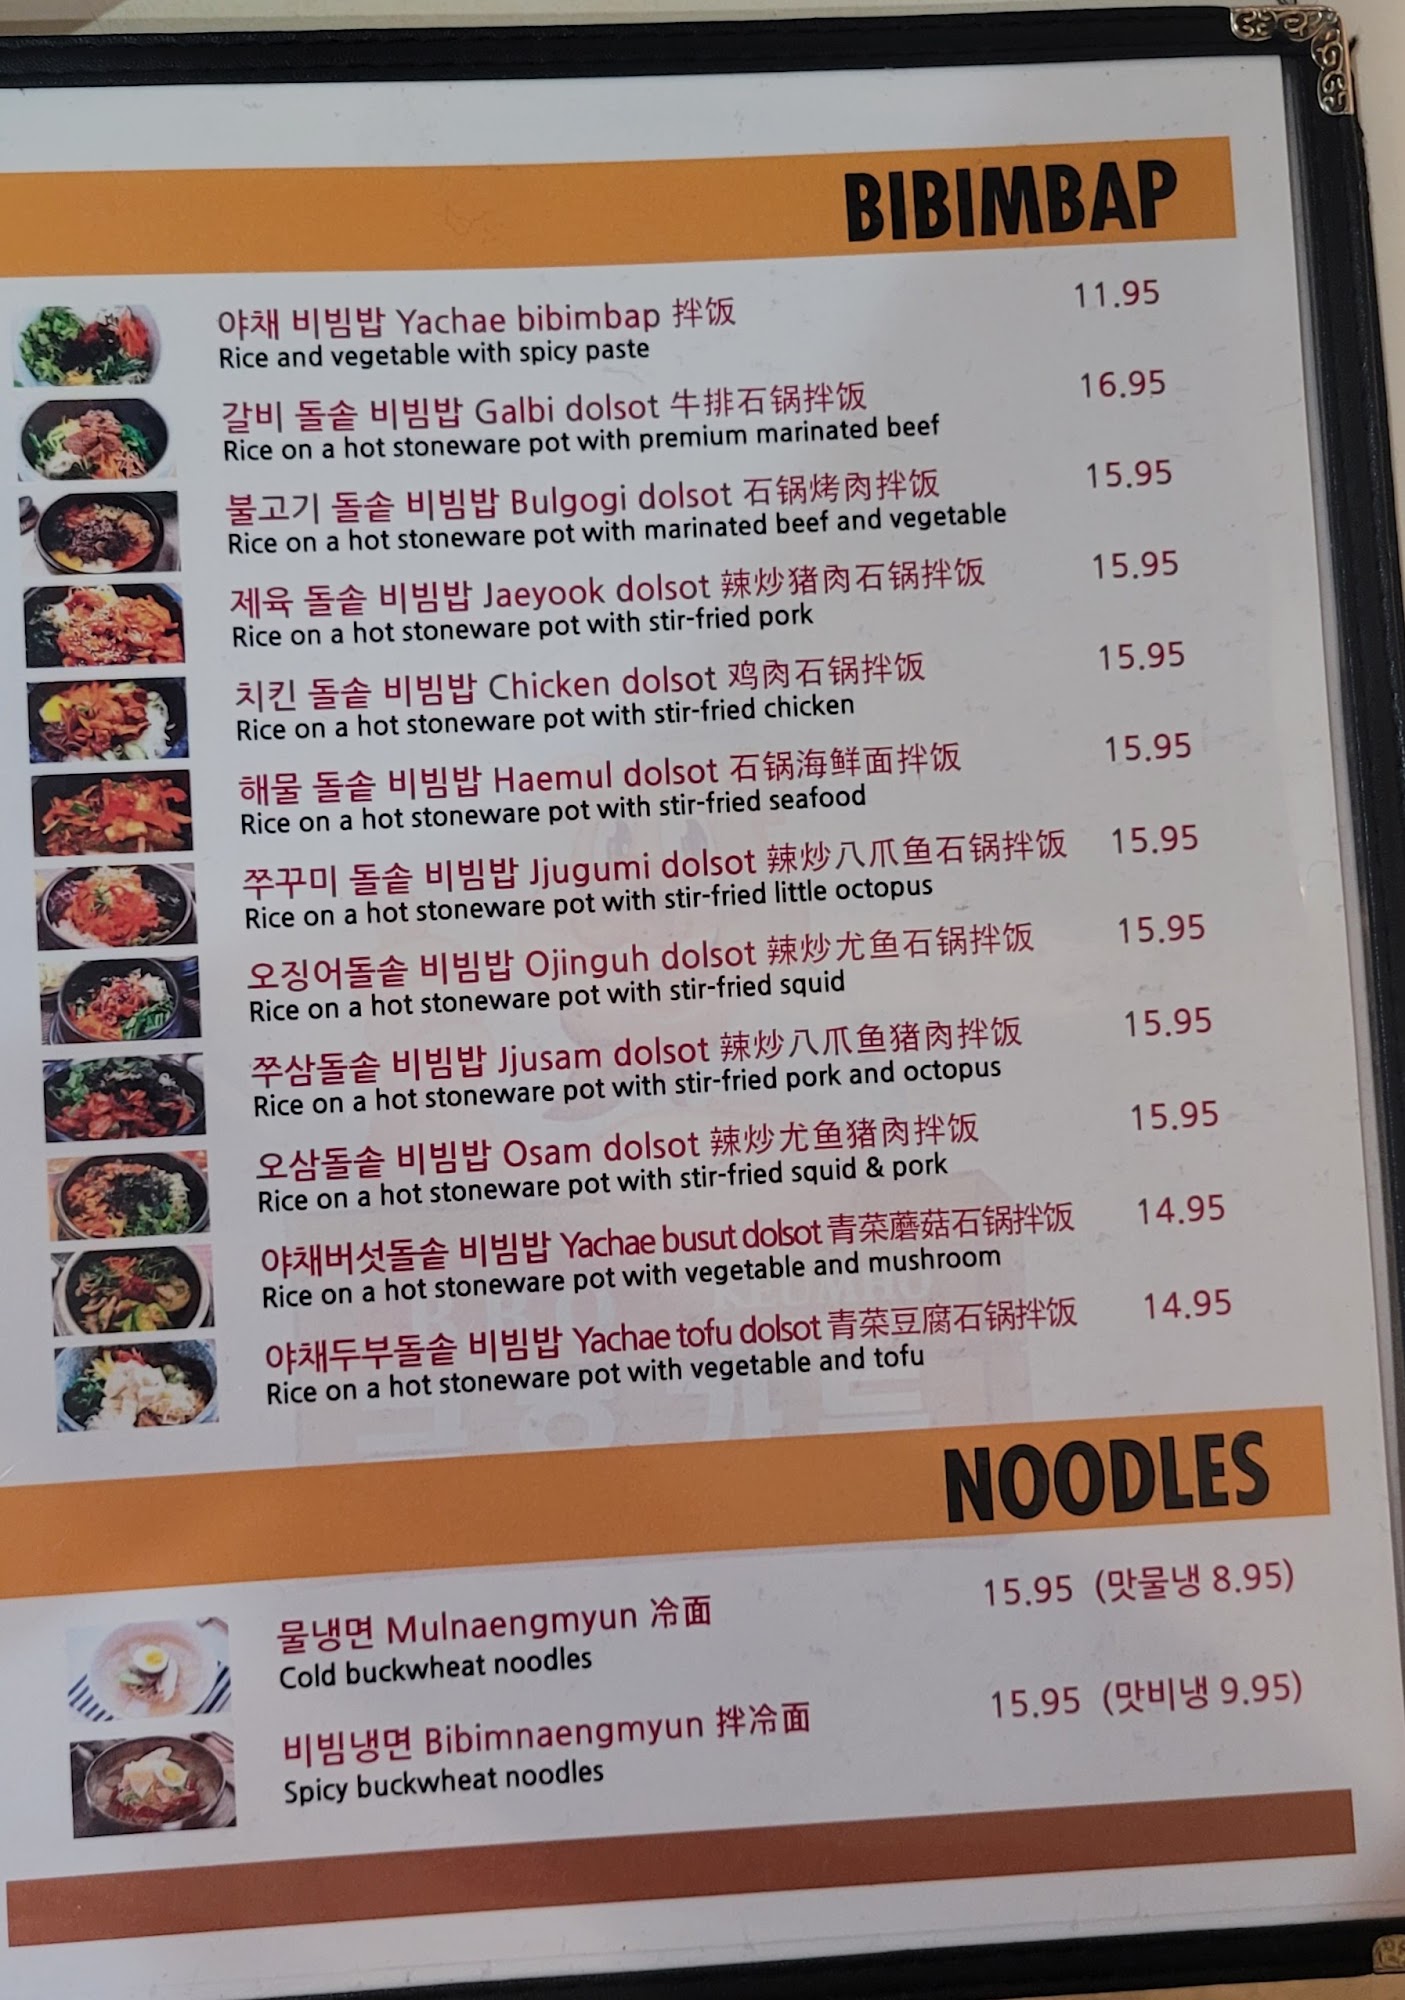 BIBIMBAP
야채 비빔밥 Yachae bibimbap 拌饭 11.95
Rice and vegetable with spicy paste
갈비 돌솥 비빔밥 Galbi dolsot 牛排石锅拌饭 16.95
Rice on a hot stoneware pot with premium marinated beef
불고기 돌솥 비빔밥 Bulgogi dolsot 石锅烤肉拌饭 15.95
Rice on a hot stoneware pot with marinated beef and vegetable
제육 돌솥 비빔밥 Jaeyook dolsot 辣炒猪肉石锅拌饭 15.95
Rice on a hot stoneware pot with stir-fried pork
치킨 돌솥 비빔밥 Chicken dolsot 鸡肉石锅拌饭 15.95
Rice on a hot stoneware pot with stir-fried chicken
해물 돌솥 비빔밥 Haemul dolsot 石锅海鲜面拌饭 15.95
Rice on a hot stoneware pot with stir-fried seafood
쭈꾸미 돌솥 비빔밥 Jjugumi dolsot 辣炒八爪鱼石锅拌饭 15.95
Rice on a hot stoneware pot with stir-fried little octopus
오징어돌솥 비빔밥 Ojinguh dolsot 辣炒尤鱼石锅拌饭 15.95
Rice on a hot stoneware pot with stir-fried squid
쭈삼돌솥 비빔밥 Jjusam dolsot 辣炒八爪鱼猪肉拌饭 15.95
Rice on a hot stoneware pot with stir-fried pork and octopus
오삼돌솥 비빔밥 Osam dolsot 辣炒尤鱼猪肉拌饭 15.95
Rice on a hot stoneware pot with stir-fried squid & pork
야채버섯돌솥 비빔밥 Yachae busut dolsot 青菜蘑菇石锅拌饭 14.95
Rice on a hot stoneware pot with vegetable and mushroom
야채두부돌솥 비빔밥 Yachae tofu dolsot 青菜豆腐石锅拌饭 14.95
Rice on a hot stoneware pot with vegetable and tofu
BBQ KEUMHO
NOODLES
물냉면 Mulnaengmyun 冷面 15.95 (맛물냉 8.95)
Cold buckwheat noodles
비빔냉면 Bibimnaengmyun 拌冷面 15.95 (맛비냉 9.95)
Spicy buckwheat noodles